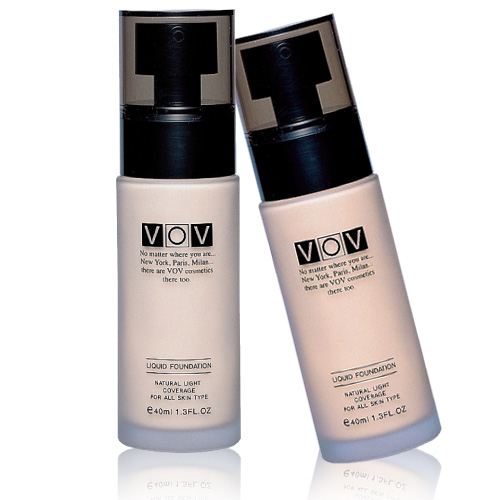 VOV
No matter where you are...
New York, Paris, Milan...
there are VOV cosmetics
there too.
LIQUID FOUNDATION
NATURAL LIGHT
COVERAGE
FOR ALL SKIN TYPE
℮40ml 1.3FL.OZ
VOV
No matter where you are...
New York, Paris, Milan...
there are VOV cosmetics
there too.
LIQUID FOUNDATION
NATURAL LIGHT
COVERAGE
FOR ALL SKIN TYPE
℮40ml 1.3FL.OZ